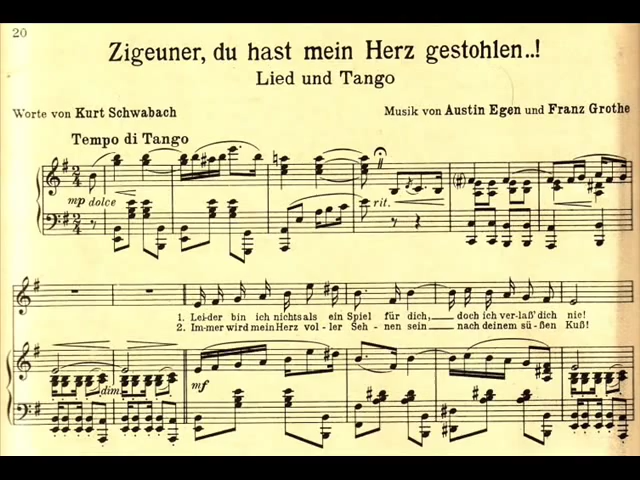 20
Zigeuner, du hast mein Herz gestohlen..!
Lied und Tango
Worte von Kurt Schwabach
Musik von Austin Egen und Franz Grothe
Tempo di Tango
mp dolce
rit.
1. Lei-der bin ich nichts als ein Spiel für dich, doch ich ver-laß' dich nie!
2. Im-mer wird mein Herz vol-ler Seh-nen sein nach deinem sü-ßen Kuß!
dim.
mf